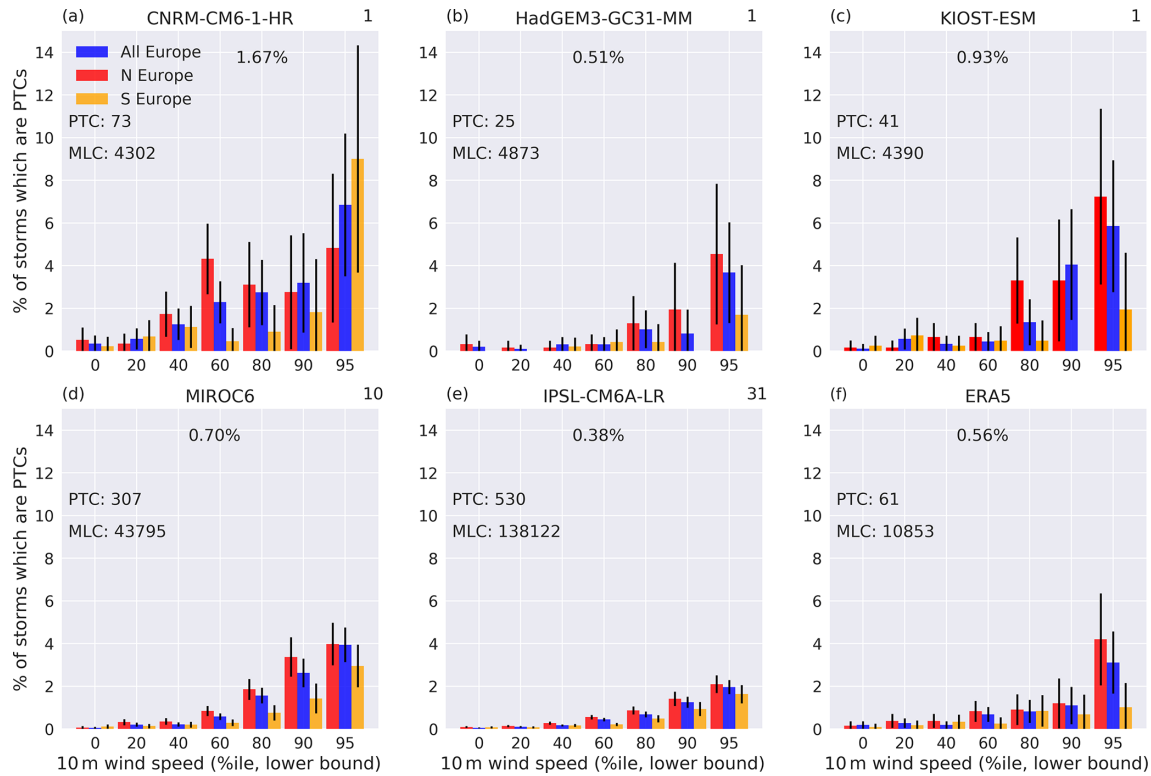 (a) CNRM-CM6-1-HR 1
(b) HadGEM3-GC31-MM 1
(c) KIOST-ESM 1
% of storms which are PTCs
14
12
10
8
6
4
2
0
All Europe
N Europe
S Europe
1.67%
PTC: 73
MLC: 4302
0 20 40 60 80 90 95
14
12
10
8
6
4
2
0
0.51%
PTC: 25
MLC: 4873
0 20 40 60 80 90 95
14
12
10
8
6
4
2
0
0.93%
PTC: 41
MLC: 4390
0 20 40 60 80 90 95
(d) MIROC6 10
(e) IPSL-CM6A-LR 31
(f) ERA5
% of storms which are PTCs
14
12
10
8
6
4
2
0
0.70%
PTC: 307
MLC: 43795
0 20 40 60 80 90 95
10 m wind speed (%ile, lower bound)
14
12
10
8
6
4
2
0
0.38%
PTC: 530
MLC: 138122
0 20 40 60 80 90 95
10 m wind speed (%ile, lower bound)
14
12
10
8
6
4
2
0
0.56%
PTC: 61
MLC: 10853
0 20 40 60 80 90 95
10 m wind speed (%ile, lower bound)